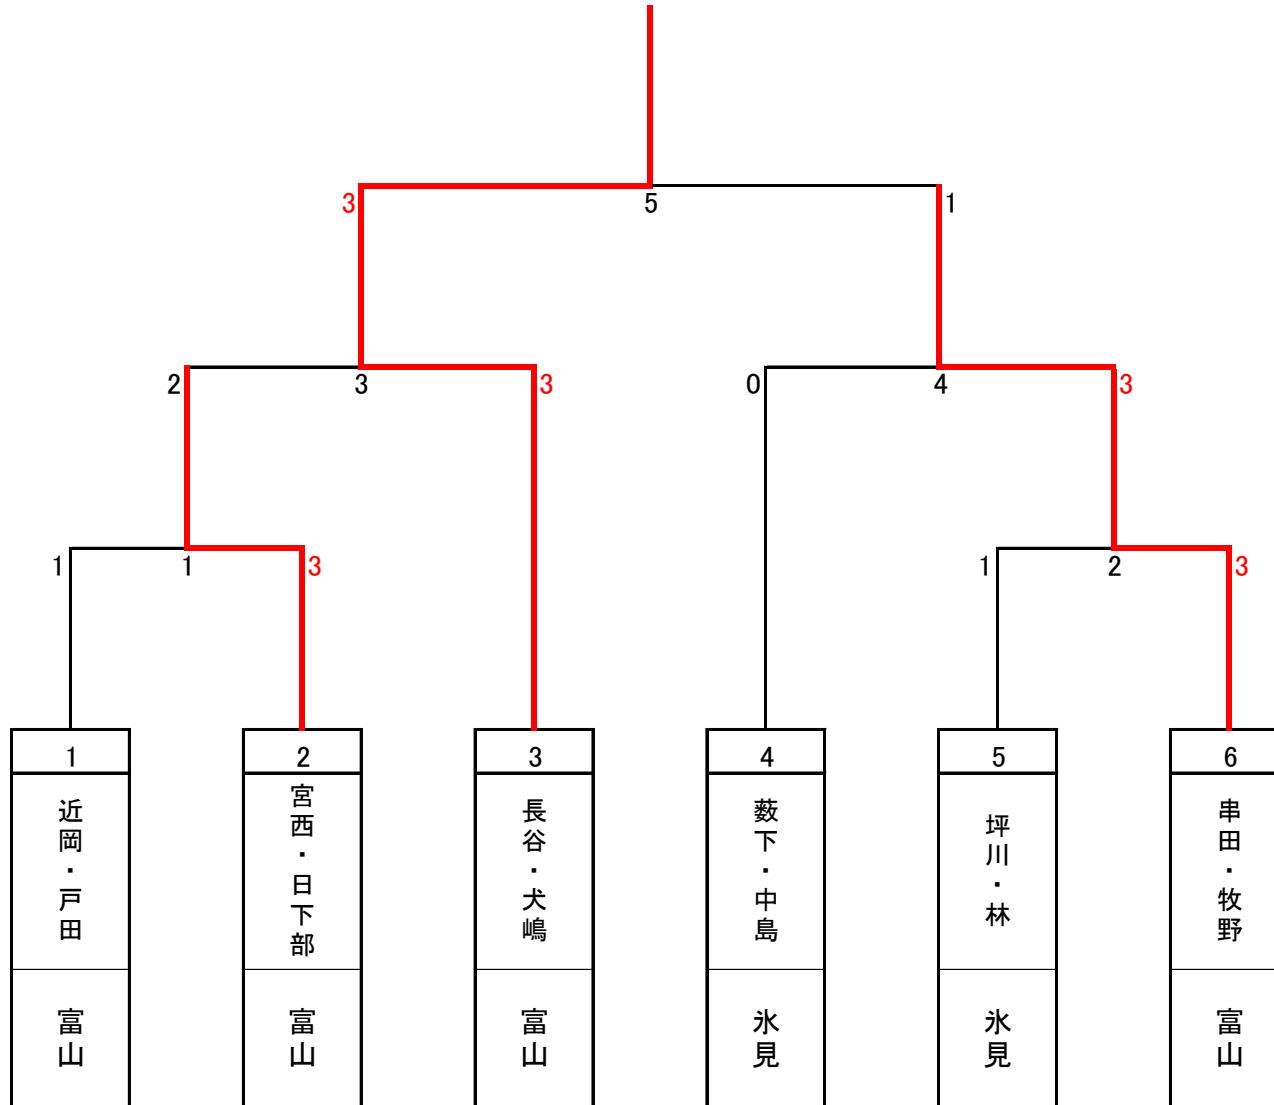 3 5 1
2 3 3 0 4 3
1 1 3 1 2 3
1 2 3 4 5 6
近岡・戸田
宮西・日下部
長谷・犬嶋
薮下・中島
坪川・林
串田・牧野
富山
富山
富山
氷見
氷見
富山